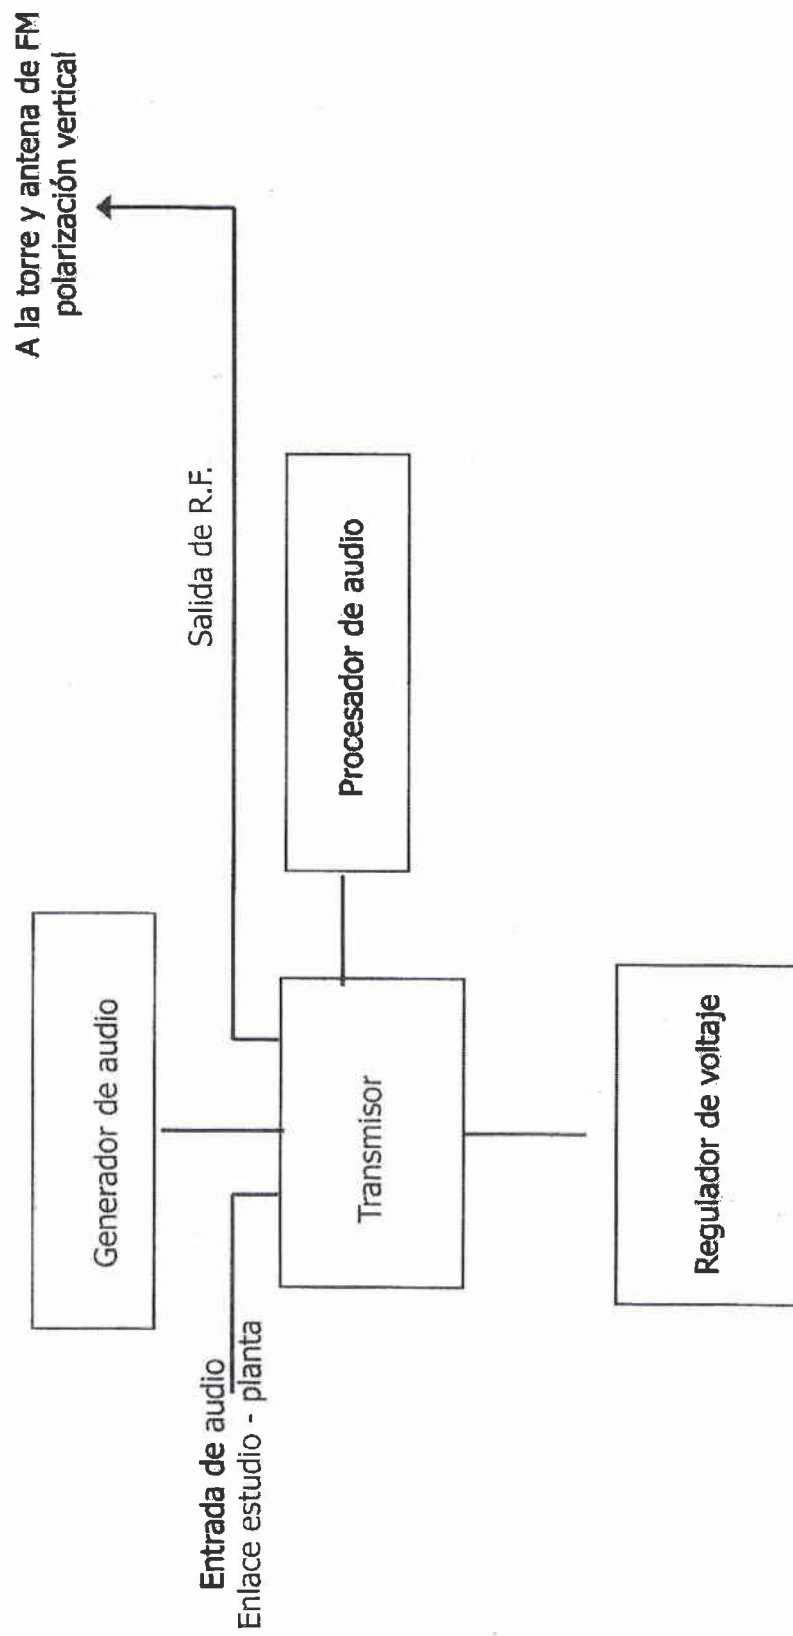 A la torre y antena de FM
polarización vertical
Salida de R.F.
Generador de audio
Procesador de audio
Entrada de audio
Enlace estudio - planta
Transmisor
Regulador de voltaje